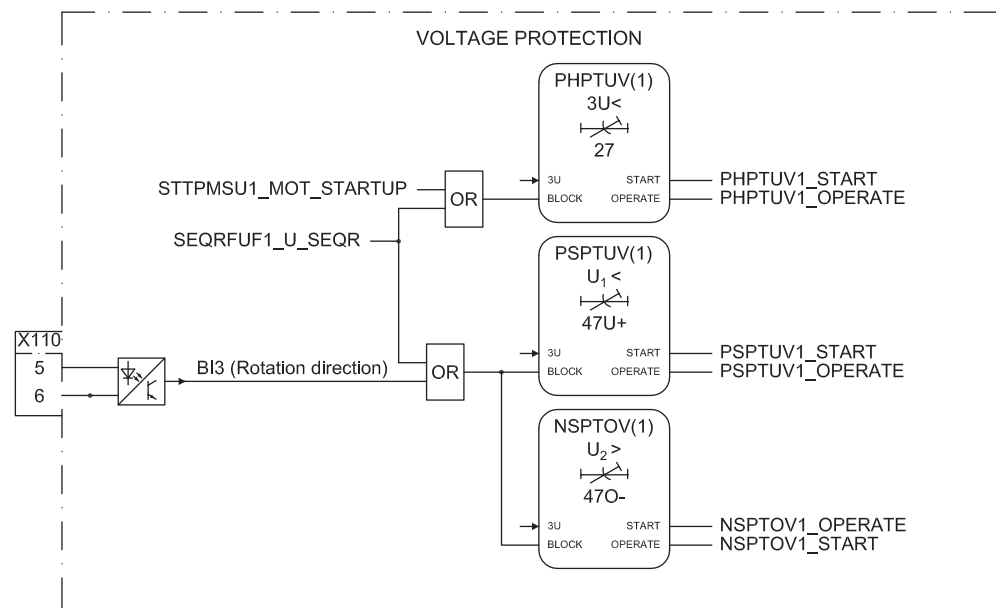 VOLTAGE PROTECTION
PHPTUV(1)
3U<
27
3U START
BLOCK OPERATE
PHPTUV1_START
PHPTUV1_OPERATE
STTPMSU1_MOT_STARTUP
OR
SEQRFUF1_U_SEQR
PSPTUV(1)
U₁ <
47U+
3U START
BLOCK OPERATE
PSPTUV1_START
PSPTUV1_OPERATE
X110
5
6
BI3 (Rotation direction)
OR
NSPTOV(1)
U₂ >
47O-
3U START
BLOCK OPERATE
NSPTOV1_OPERATE
NSPTOV1_START